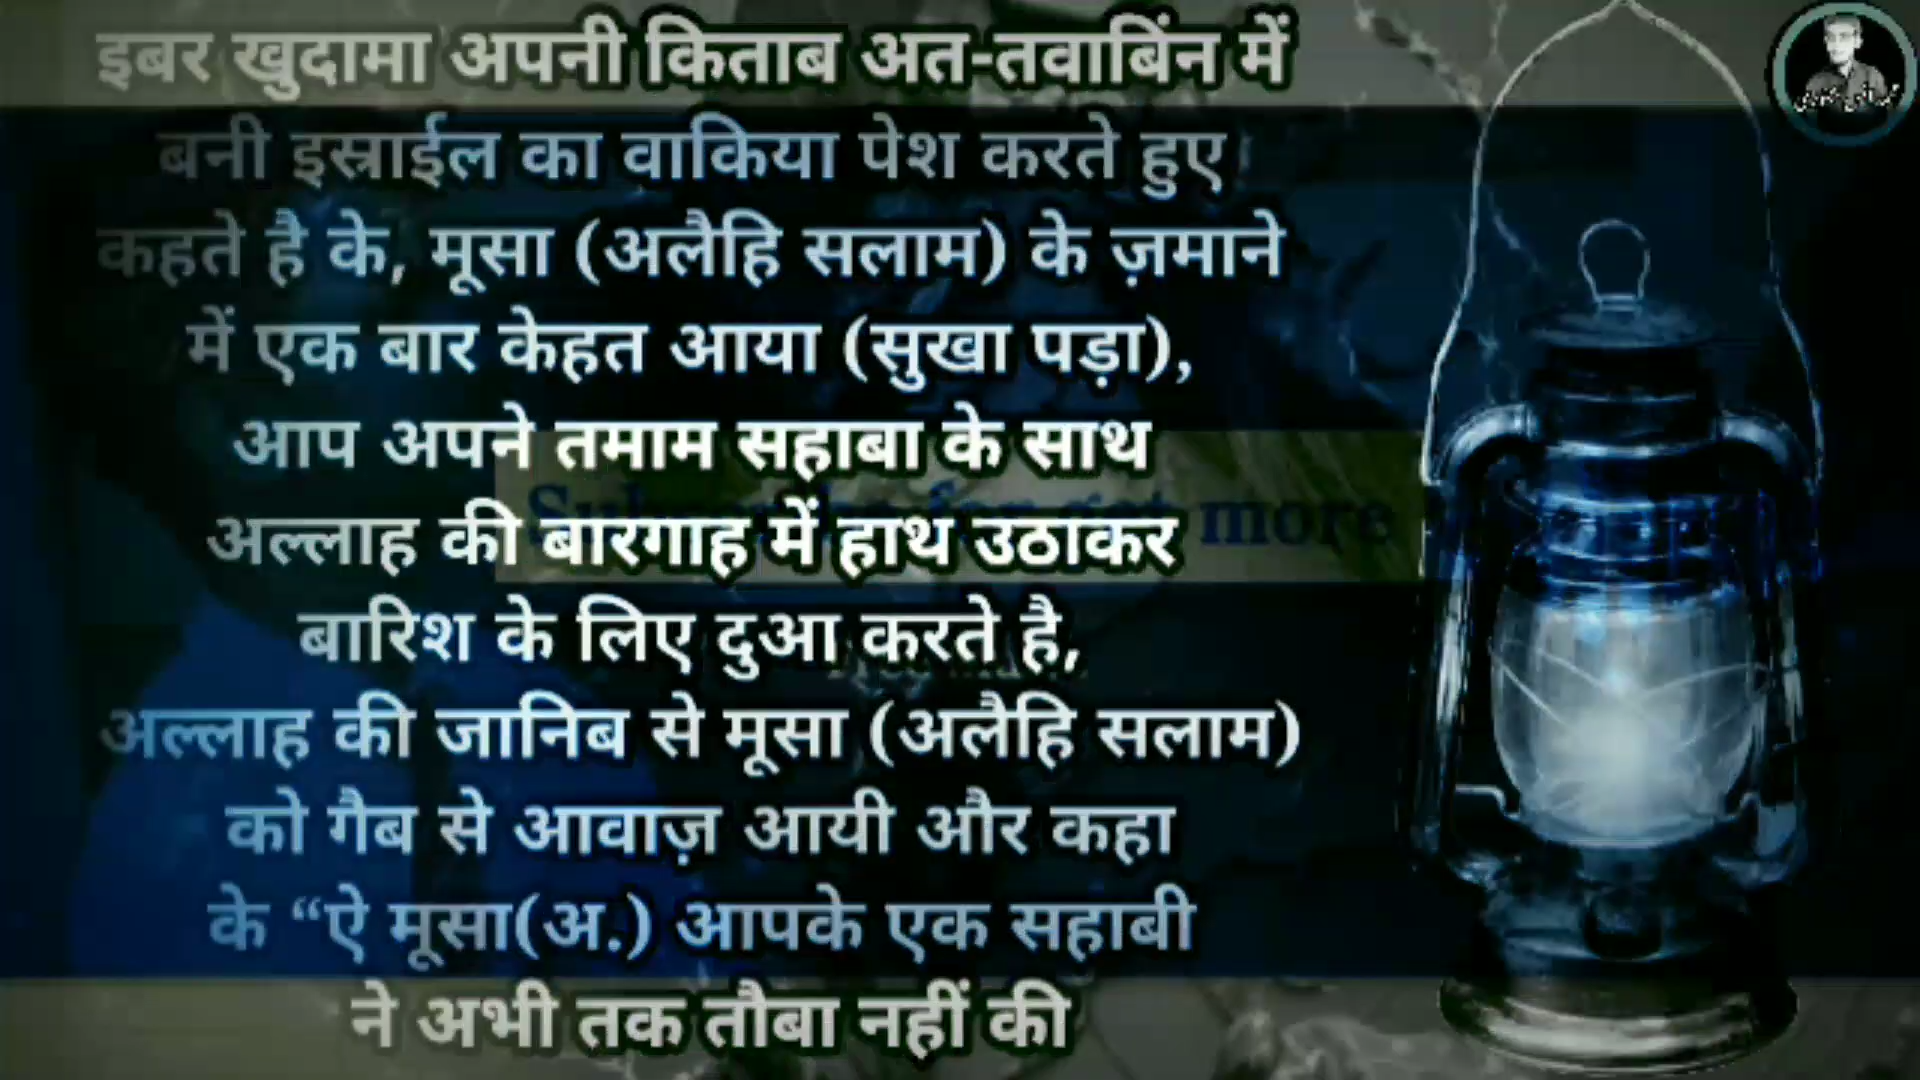 इबर खुदामा अपनी किताब अत-तवाबिंन में
बनी इस्राईल का वाकिया पेश करते हुए
कहते है के, मूसा (अलैहि सलाम) के ज़माने
में एक बार केहत आया (सुखा पड़ा),
आप अपने तमाम सहाबा के साथ
अल्लाह की बारगाह में हाथ उठाकर
बारिश के लिए दुआ करते है,
अल्लाह की जानिब से मूसा (अलैहि सलाम)
को गैब से आवाज़ आयी और कहा
के “ऐ मूसा(अ.) आपके एक सहाबी
ने अभी तक तौबा नहीं की
more